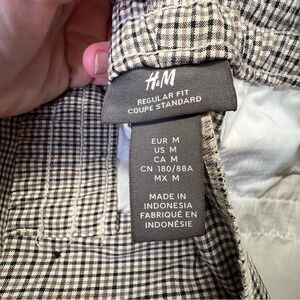 H&M
REGULAR FIT
COUPE STANDARD
EUR M
US M
CA M
CN 180/88A
MX M
MADE IN
INDONESIA
FABRIQUÉ EN
INDONÉSIE